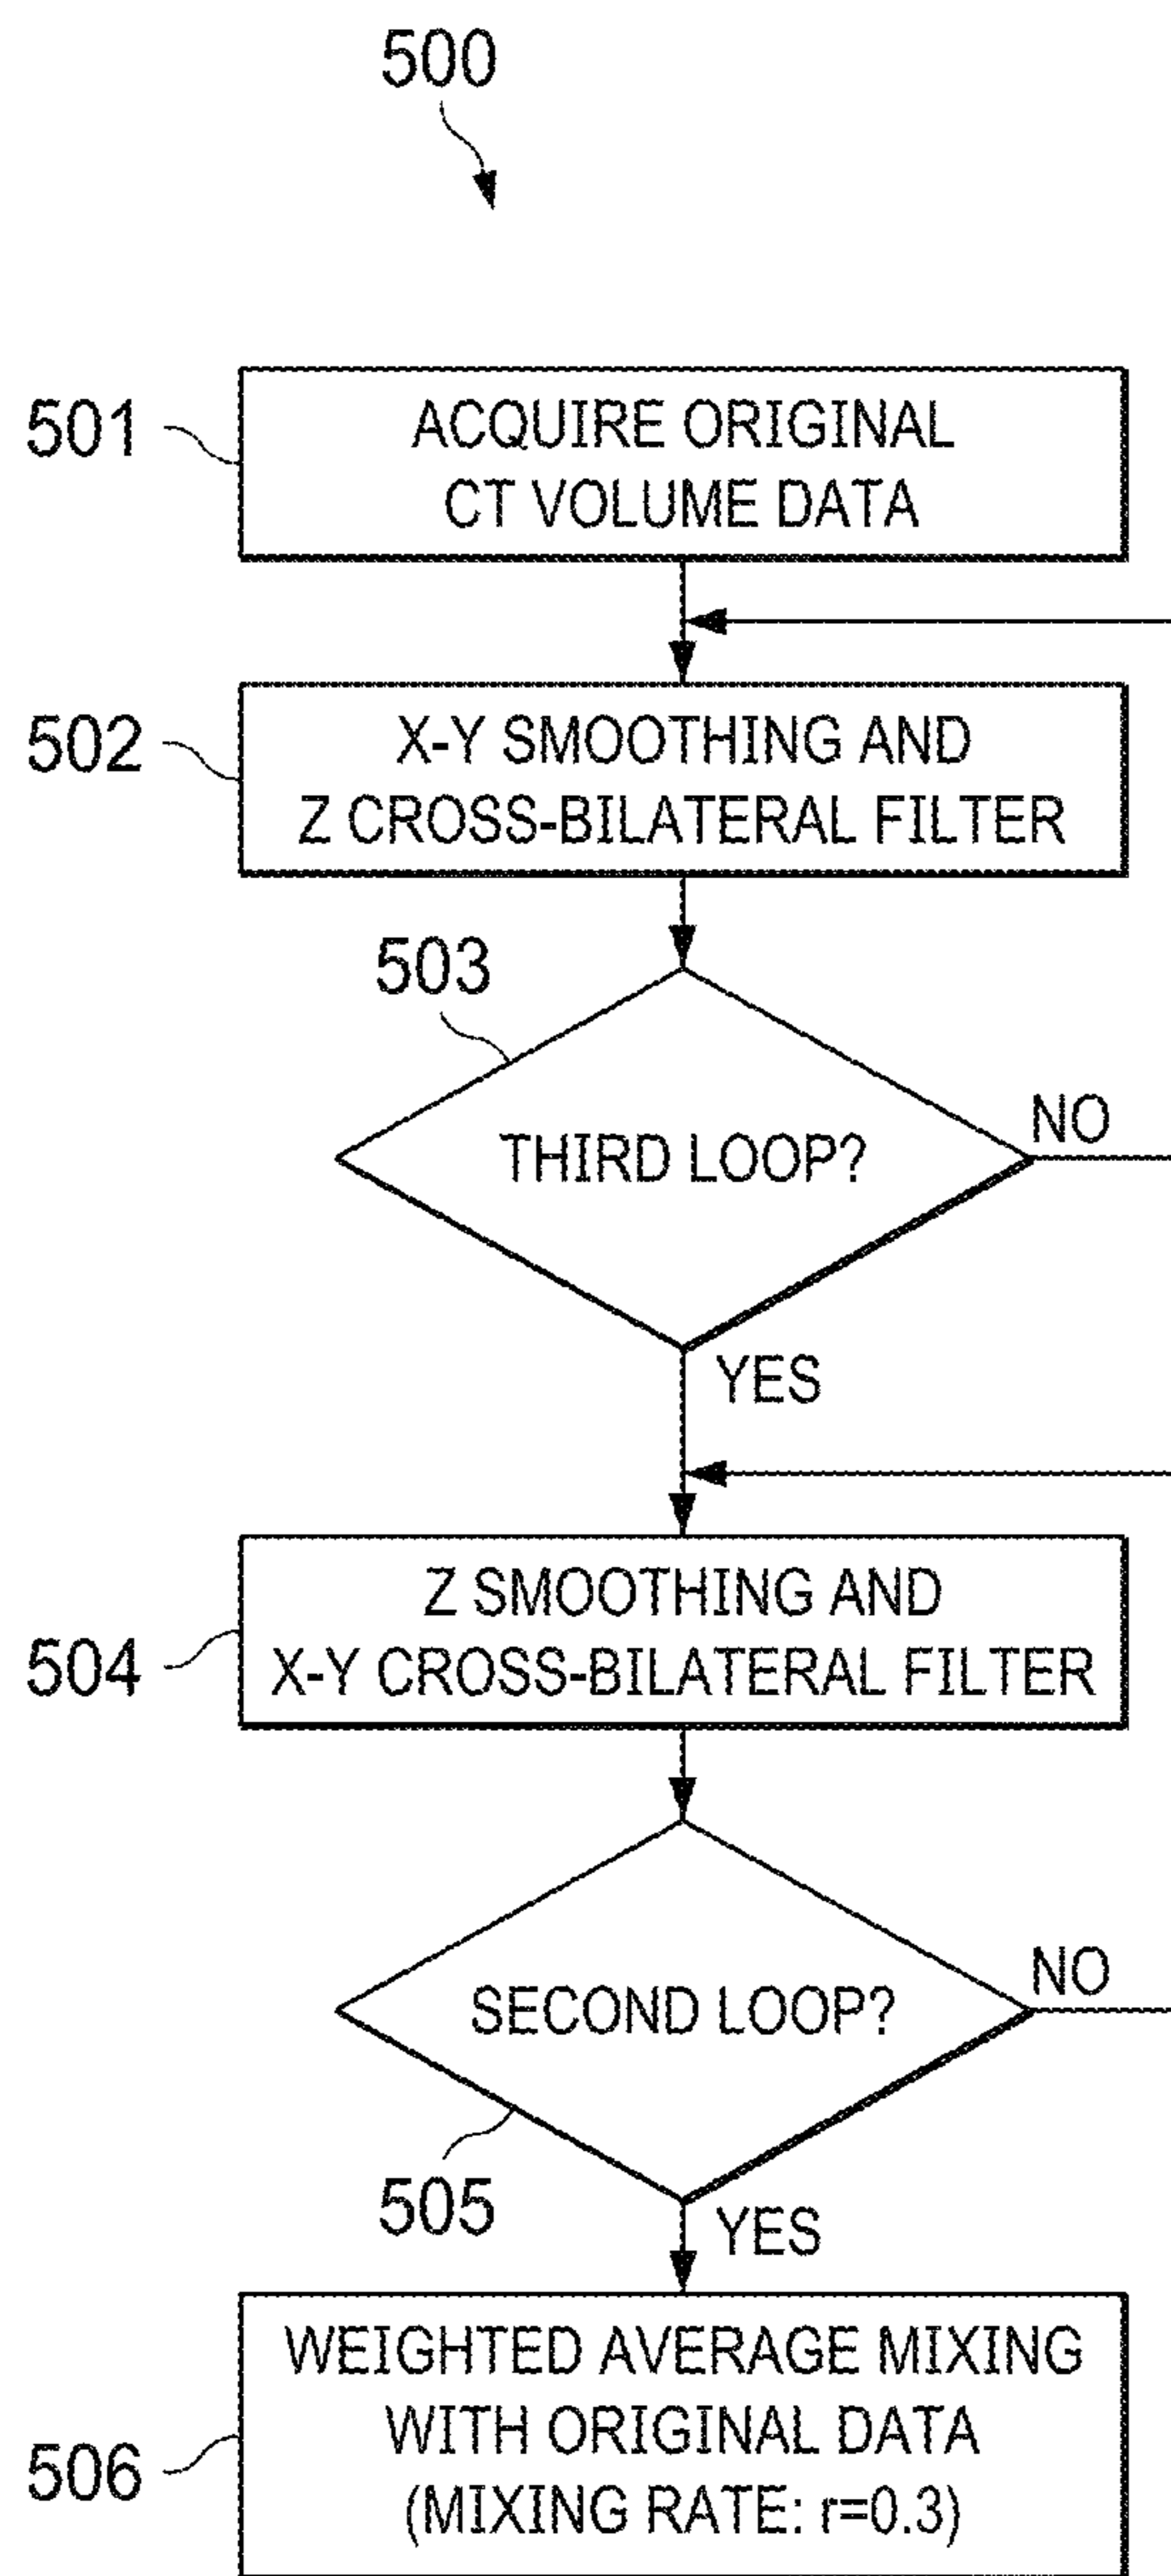 500
501
ACQUIRE ORIGINAL
CT VOLUME DATA
502
X-Y SMOOTHING AND
Z CROSS-BILATERAL FILTER
503
THIRD LOOP?
NO
YES
504
Z SMOOTHING AND
X-Y CROSS-BILATERAL FILTER
SECOND LOOP?
NO
505
YES
506
WEIGHTED AVERAGE MIXING
WITH ORIGINAL DATA
(MIXING RATE: r=0.3)